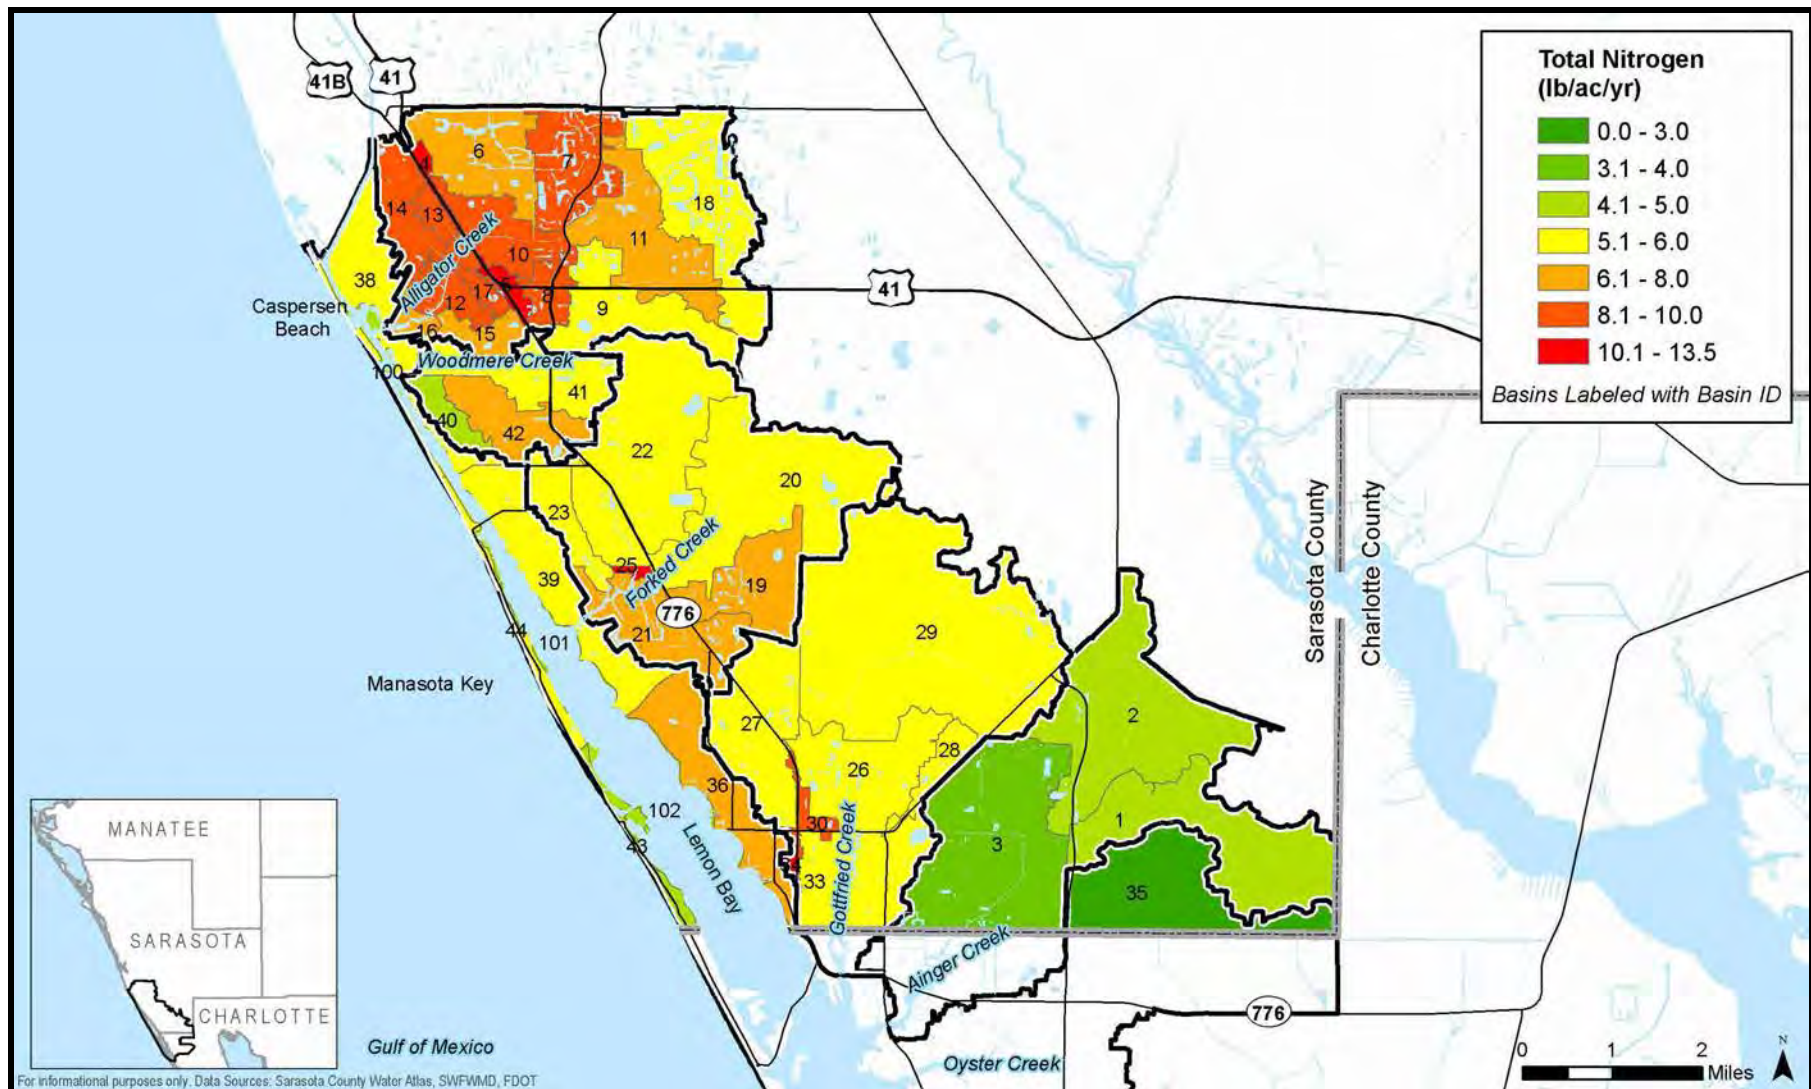 41B
41
Total Nitrogen
(lb/ac/yr)
0.0 - 3.0
3.1 - 4.0
4.1 - 5.0
5.1 - 6.0
6.1 - 8.0
8.1 - 10.0
10.1 - 13.5
Basins Labeled with Basin ID
4
6
7
18
14
13
11
10
Alligator Creek
38
41
Caspersen
Beach
12
17
8
9
16
15
Woodmere Creek
100
41
40
42
22
20
23
Sarasota County
Charlotte County
25
Forked Creek
39
19
776
21
29
44
101
Manasota Key
27
2
28
26
36
102
30
1
43
3
Lemon Bay
Gottfried Creek
33
35
MANATEE
SARASOTA
CHARLOTTE
Ainger Creek
776
Gulf of Mexico
Oyster Creek
0 1 2
Miles
N
For informational purposes only. Data Sources: Sarasota County Water Atlas, SWFWMD, FDOT